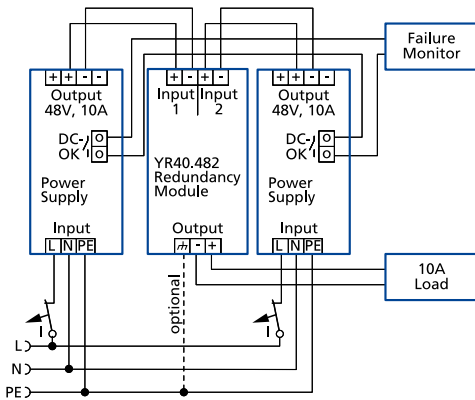 + + - -
Output
48V, 10A
DC-
OK
Power
Supply
Input
L N PE
+ - + -
Input 1
Input 2
YR40.482
Redundancy
Module
Output
- +
optional
+ + - -
Output
48V, 10A
DC-
OK
Power
Supply
Input
L N PE
Failure
Monitor
10A
Load
I
I
L
N
PE